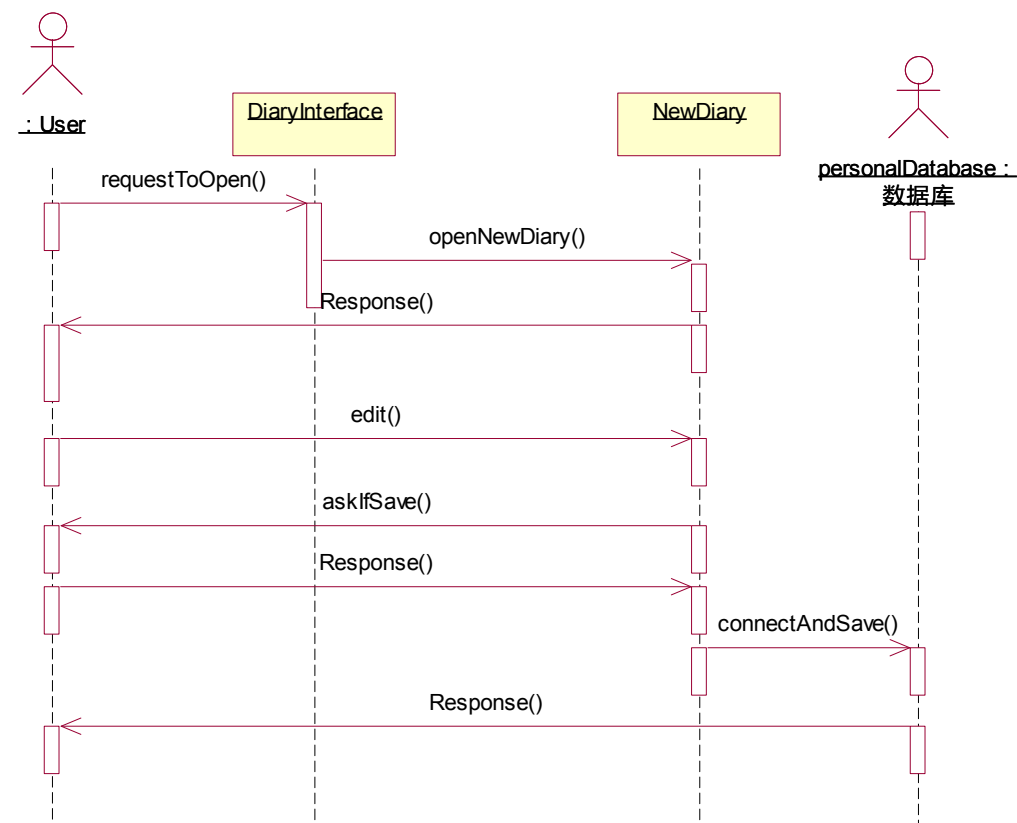 : User
DiaryInterface
NewDiary
personalDatabase :
数据库
requestToOpen()
openNewDiary()
Response()
edit()
askIfSave()
Response()
connectAndSave()
Response()